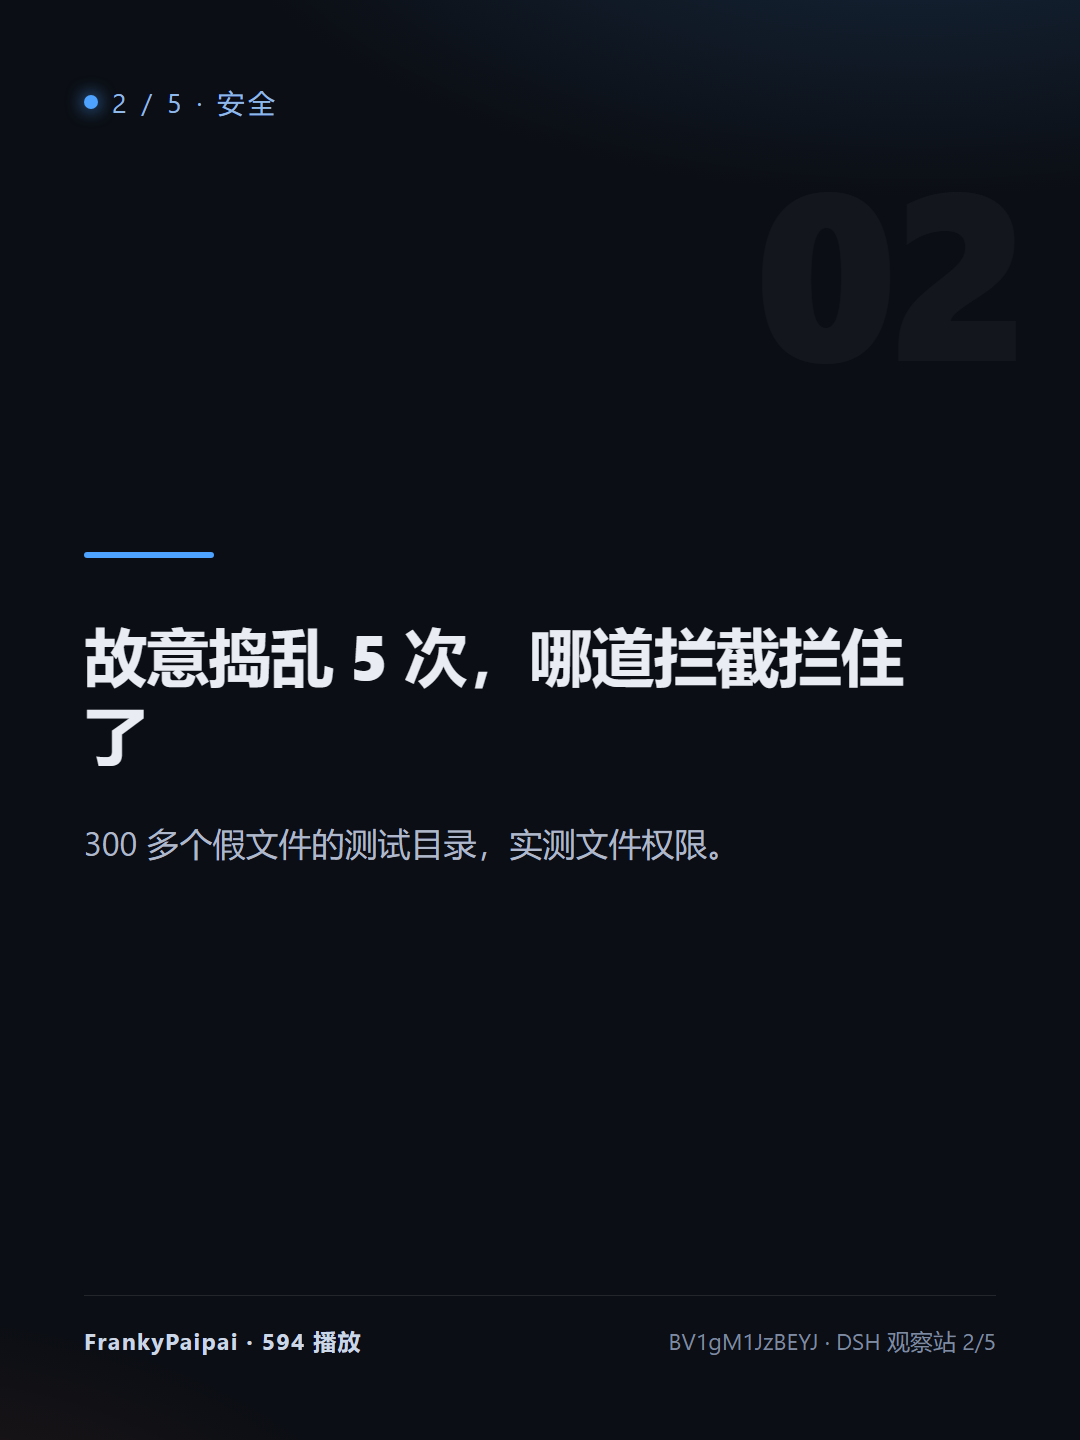 2 / 5 · 安全
02
故意捣乱 5 次，哪道拦截拦住
了
300 多个假文件的测试目录，实测文件权限。
FrankyPaipai · 594 播放
BV1gM1JzBEYJ · DSH 观察站 2/5